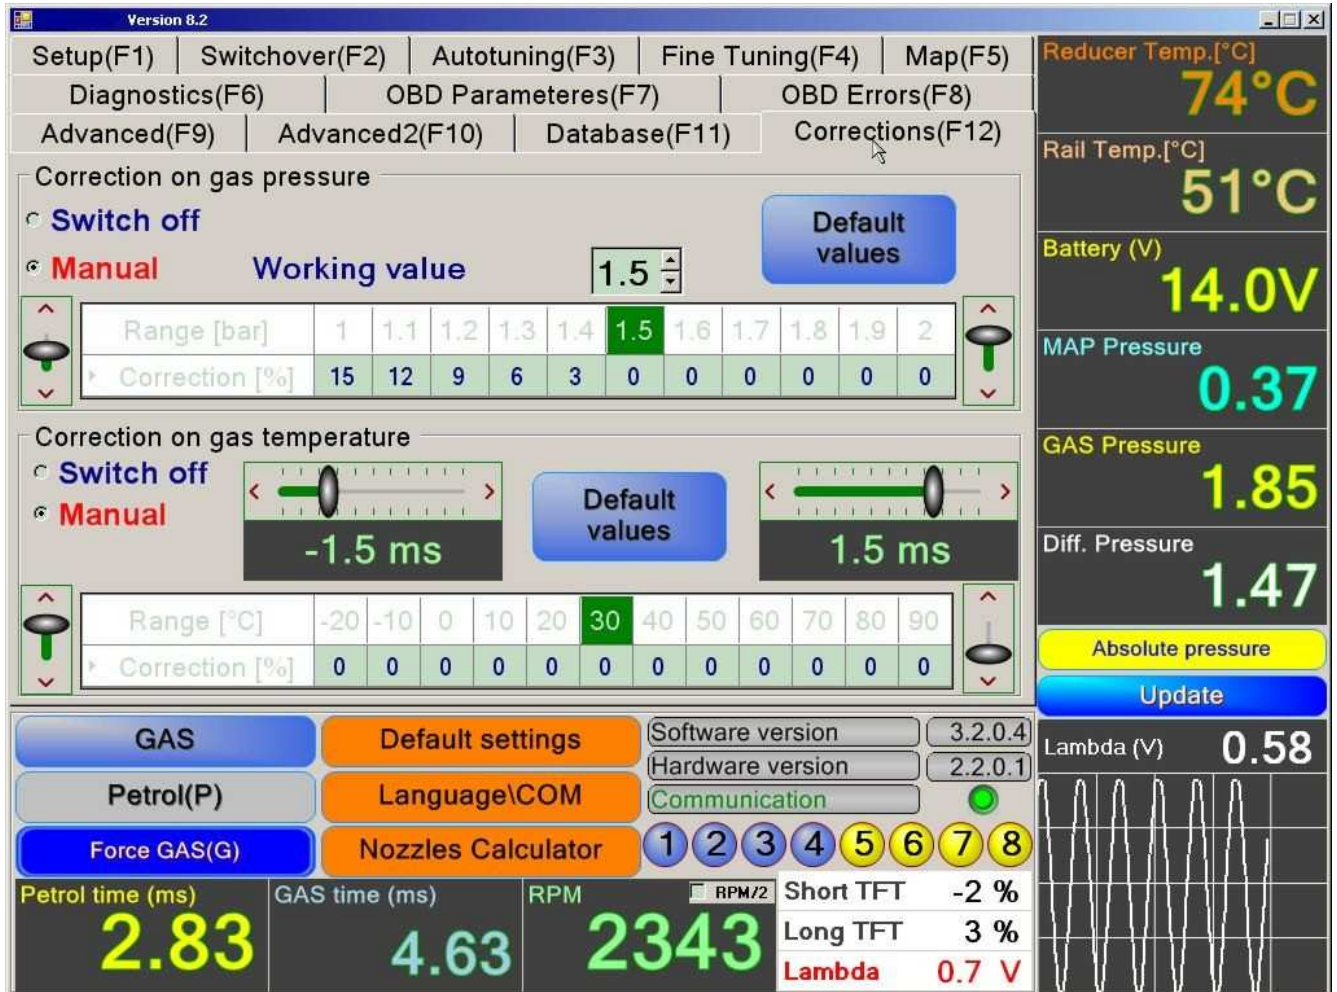 Version 8.2
Setup(F1) Switchover(F2) Autotuning(F3) Fine Tuning(F4) Map(F5)
Diagnostics(F6) OBD Parameteres(F7) OBD Errors(F8)
Advanced(F9) Advanced2(F10) Database(F11) Corrections(F12)
Correction on gas pressure
Switch off
Manual Working value 1.5
Default
values
Range [bar] 1 1.1 1.2 1.3 1.4 1.5 1.6 1.7 1.8 1.9 2
Correction [%] 15 12 9 6 3 0 0 0 0 0 0
Correction on gas temperature
Switch off
Manual
-1.5 ms
Default
values
1.5 ms
Range [°C] -20 -10 0 10 20 30 40 50 60 70 80 90
Correction [%] 0 0 0 0 0 0 0 0 0 0 0 0
GAS
Petrol(P)
Force GAS(G)
Default settings
Language\COM
Nozzles Calculator
Software version 3.2.0.4
Hardware version 2.2.0.1
Communication
1 2 3 4 5 6 7 8
Petrol time (ms)
2.83
GAS time (ms)
4.63
RPM RPM/2
2343
Short TFT -2 %
Long TFT 3 %
Lambda 0.7 V
Reducer Temp.[°C]
74°C
Rail Temp.[°C]
51°C
Battery (V)
14.0V
MAP Pressure
0.37
GAS Pressure
1.85
Diff. Pressure
1.47
Absolute pressure
Update
Lambda (V) 0.58